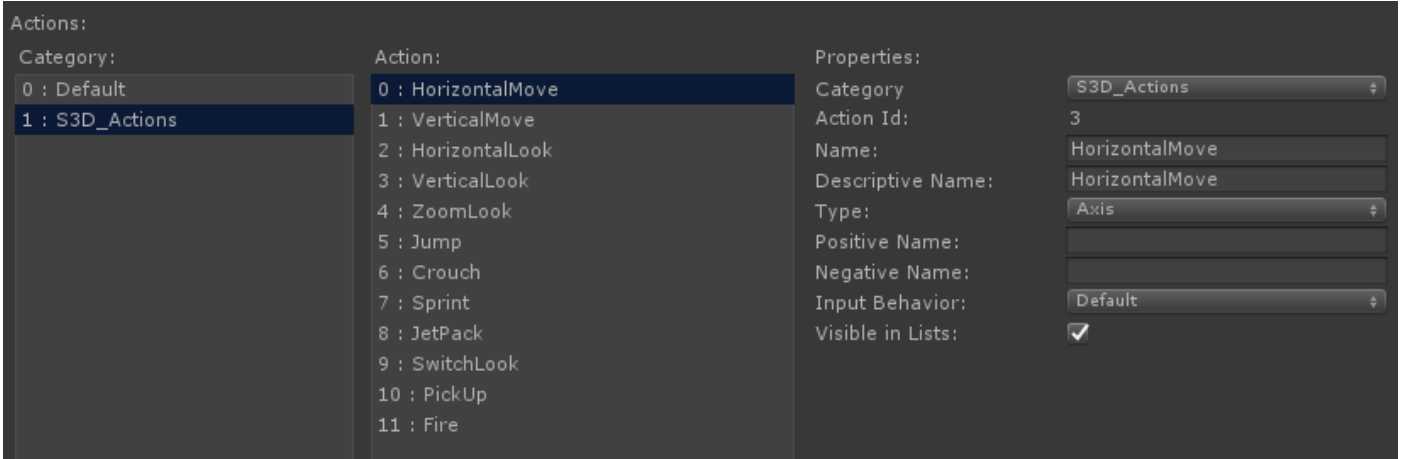 Actions:
Category:
0 : Default
1 : S3D_Actions
Action:
0 : HorizontalMove
1 : VerticalMove
2 : HorizontalLook
3 : VerticalLook
4 : ZoomLook
5 : Jump
6 : Crouch
7 : Sprint
8 : JetPack
9 : SwitchLook
10 : PickUp
11 : Fire
Properties:
Category S3D_Actions
Action Id: 3
Name: HorizontalMove
Descriptive Name: HorizontalMove
Type: Axis
Positive Name:
Negative Name:
Input Behavior: Default
Visible in Lists: